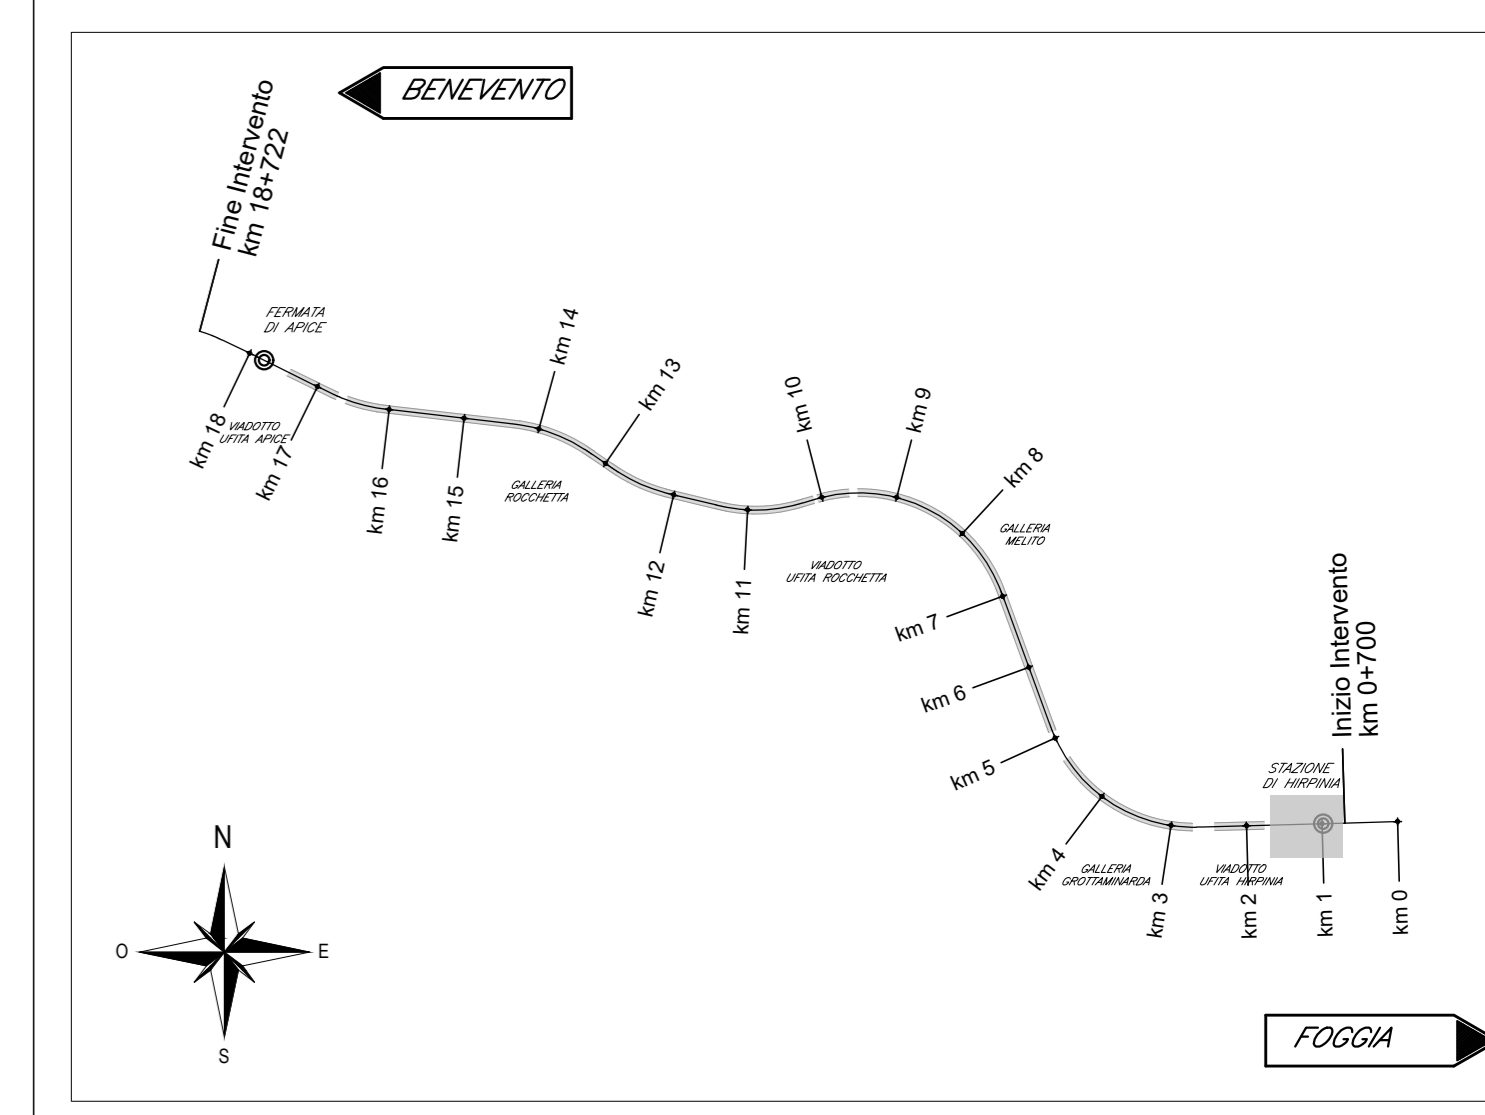 BENEVENTO
Fine Intervento
km 18+722
FERMATA
DI APICE
km 18
VIADOTTO
UFITA APICE
km 17
km 16
km 15
km 14
GALLERIA
ROCCHETTA
km 13
km 12
km 11
km 10
VIADOTTO
UFITA ROCCHETTA
km 9
km 8
GALLERIA
MELITO
km 7
km 6
km 5
km 4
GALLERIA
GROTTAMINARDA
km 3
VIADOTTO
UFITA HIRPINIA
km 2
STAZIONE
DI HIRPINIA
km 1
Inizio Intervento
km 0+700
km 0
N
O
E
S
FOGGIA